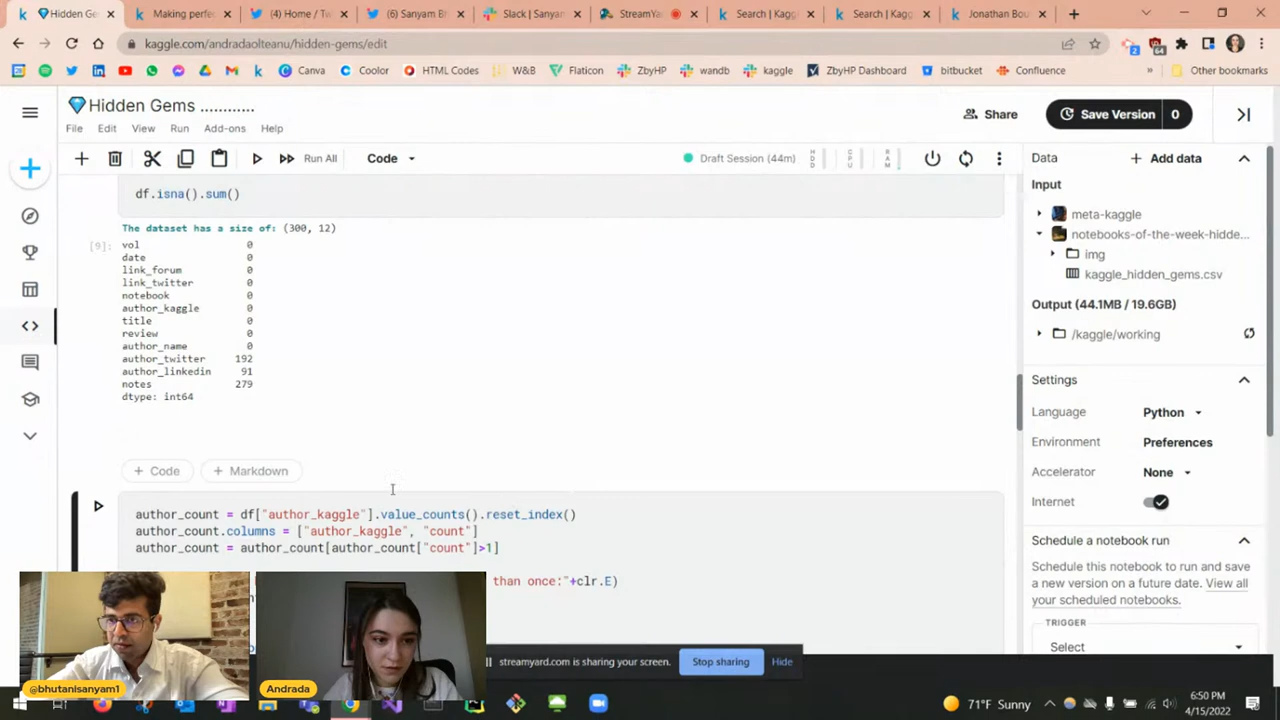 Hidden Gem
Making perfec
(4) Home / Tw
(6) Sanyam Br
Slack | Sanyam
StreamYar
Search | Kagg
Search | Kagg
Jonathan Bou
kaggle.com/andradaolteanu/hidden-gems/edit
Canva
Coolor
HTML Codes
W&B
Flaticon
ZbyHP
wandb
kaggle
ZbyHP Dashboard
bitbucket
Confluence
»
Other bookmarks
Hidden Gems ............
File Edit View Run Add-ons Help
Share
Save Version 0
Run All
Code
Draft Session (44m)
HDD
CPU
RAM
df.isna().sum()
The dataset has a size of: (300, 12)
[9]:
vol 0
date 0
link_forum 0
link_twitter 0
notebook 0
author_kaggle 0
title 0
review 0
author_name 0
author_twitter 192
author_linkedin 91
notes 279
dtype: int64
+ Code + Markdown
author_count = df["author_kaggle"].value_counts().reset_index()
author_count.columns = ["author_kaggle", "count"]
author_count = author_count[author_count["count"]>1]
than once:"+clr.E)
Data
+ Add data
Input
meta-kaggle
notebooks-of-the-week-hidde...
img
kaggle_hidden_gems.csv
Output (44.1MB / 19.6GB)
/kaggle/working
Settings
Language Python
Environment Preferences
Accelerator None
Internet
Schedule a notebook run
Schedule this notebook to run and save
a new version on a future date. View all
your scheduled notebooks.
TRIGGER
Select
@bhutanisanyam1
Andrada
streamyard.com is sharing your screen.
Stop sharing
Hide
71°F Sunny
6:50 PM
4/15/2022